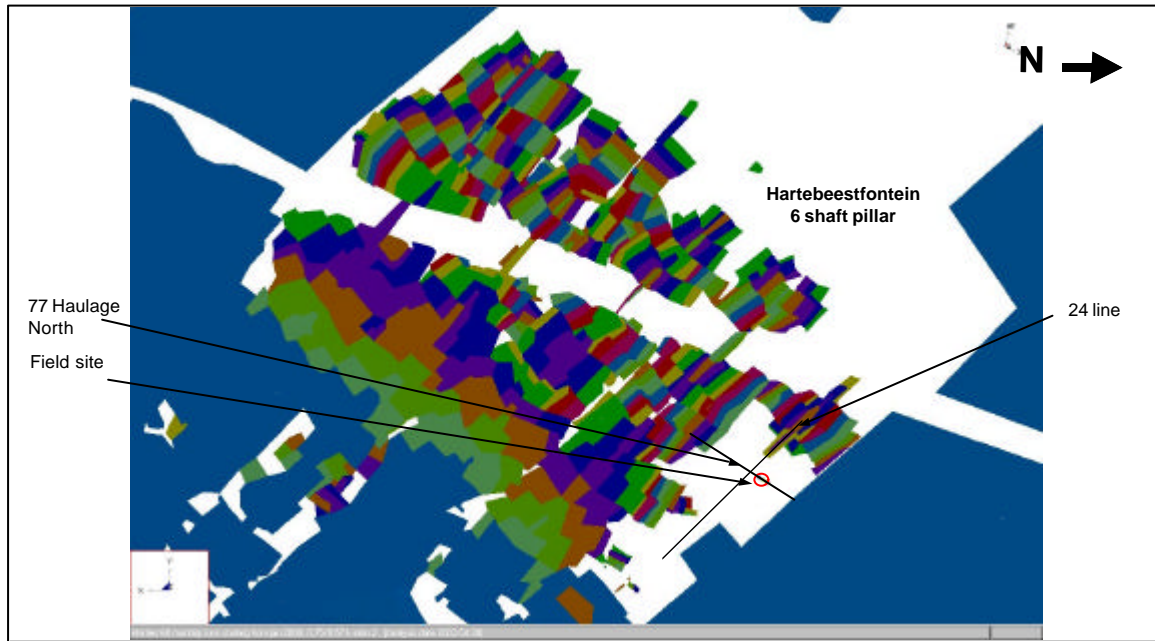 N
Hartebeestfontein
6 shaft pillar
77 Haulage
North
Field site
24 line